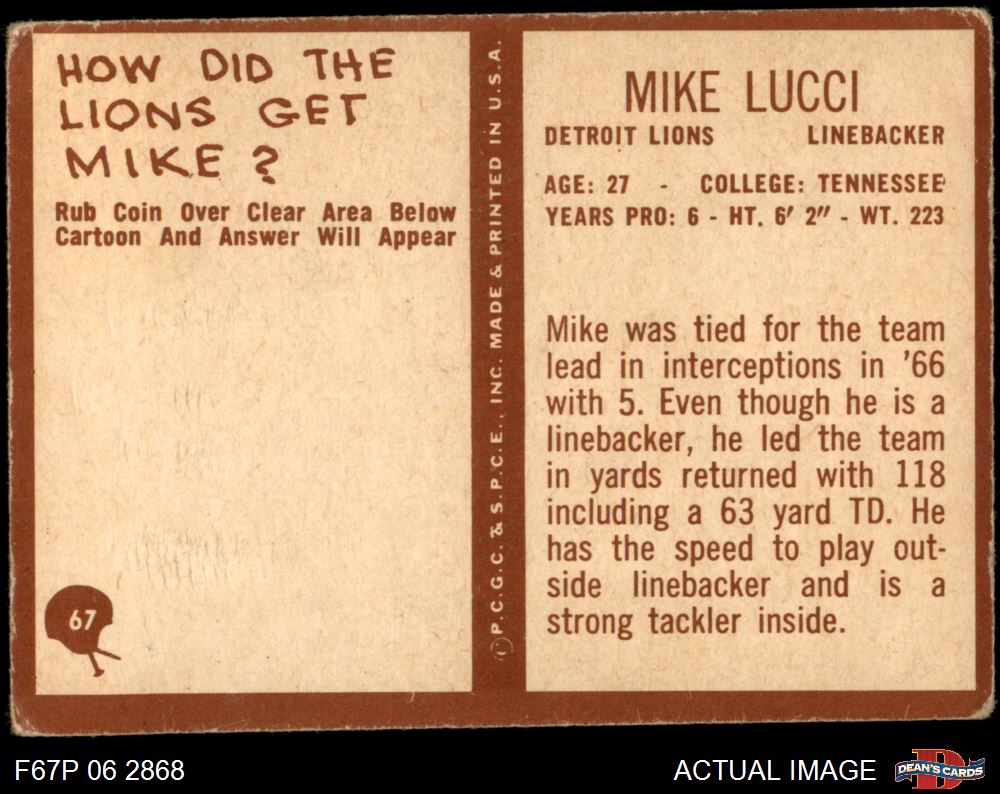 HOW DID THE
LIONS GET
MIKE?
Rub Coin Over Clear Area Below
Cartoon And Answer Will Appear
67
P.C.G.C. & S.P.C.E., INC. MADE & PRINTED IN U.S.A.
MIKE LUCCI
DETROIT LIONS LINEBACKER
AGE: 27 - COLLEGE: TENNESSEE
YEARS PRO: 6 - HT. 6' 2" - WT. 223
Mike was tied for the team
lead in interceptions in '66
with 5. Even though he is a
linebacker, he led the team
in yards returned with 118
including a 63 yard TD. He
has the speed to play out-
side linebacker and is a
strong tackler inside.
F67P 06 2868
ACTUAL IMAGE
DEAN'S CARDS